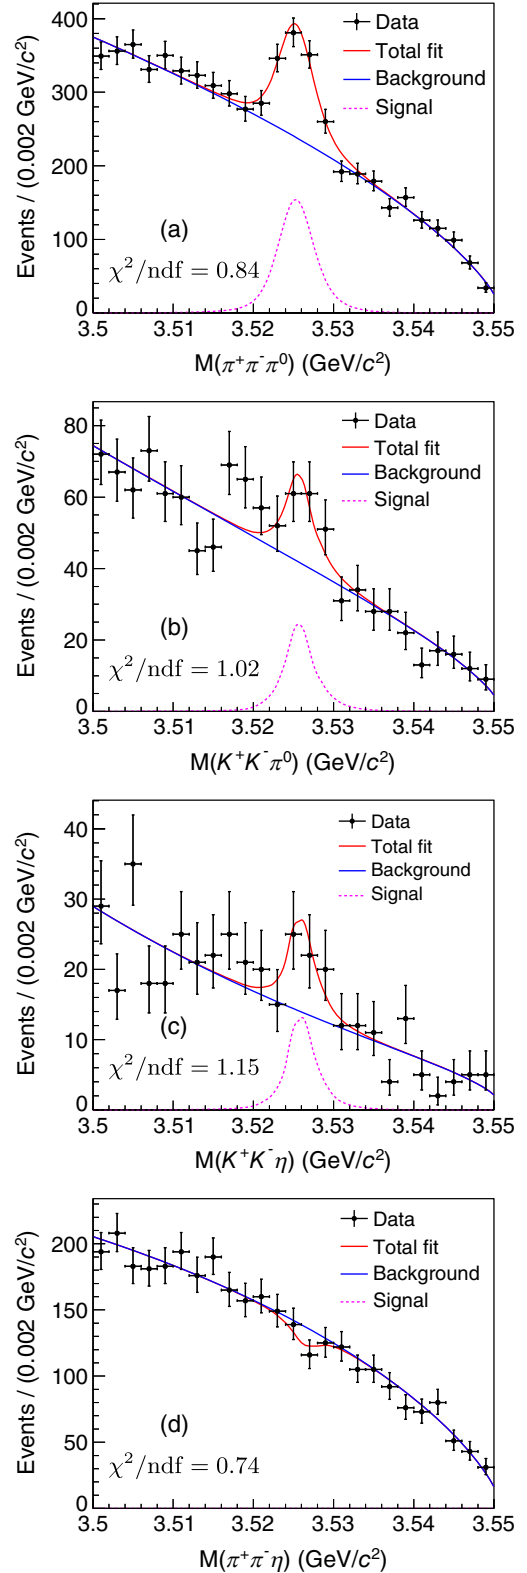 Events / (0.002 GeV/c²)
400
300
200
100
0
Data
Total fit
Background
Signal
(a)
χ²/ndf = 0.84
3.5 3.51 3.52 3.53 3.54 3.55
M(π⁺π⁻π⁰) (GeV/c²)
Events / (0.002 GeV/c²)
80
60
40
20
0
Data
Total fit
Background
Signal
(b)
χ²/ndf = 1.02
3.5 3.51 3.52 3.53 3.54 3.55
M(K⁺K⁻π⁰) (GeV/c²)
Events / (0.002 GeV/c²)
40
30
20
10
0
Data
Total fit
Background
Signal
(c)
χ²/ndf = 1.15
3.5 3.51 3.52 3.53 3.54 3.55
M(K⁺K⁻η) (GeV/c²)
Events / (0.002 GeV/c²)
200
150
100
50
0
Data
Total fit
Background
Signal
(d)
χ²/ndf = 0.74
3.5 3.51 3.52 3.53 3.54 3.55
M(π⁺π⁻η) (GeV/c²)